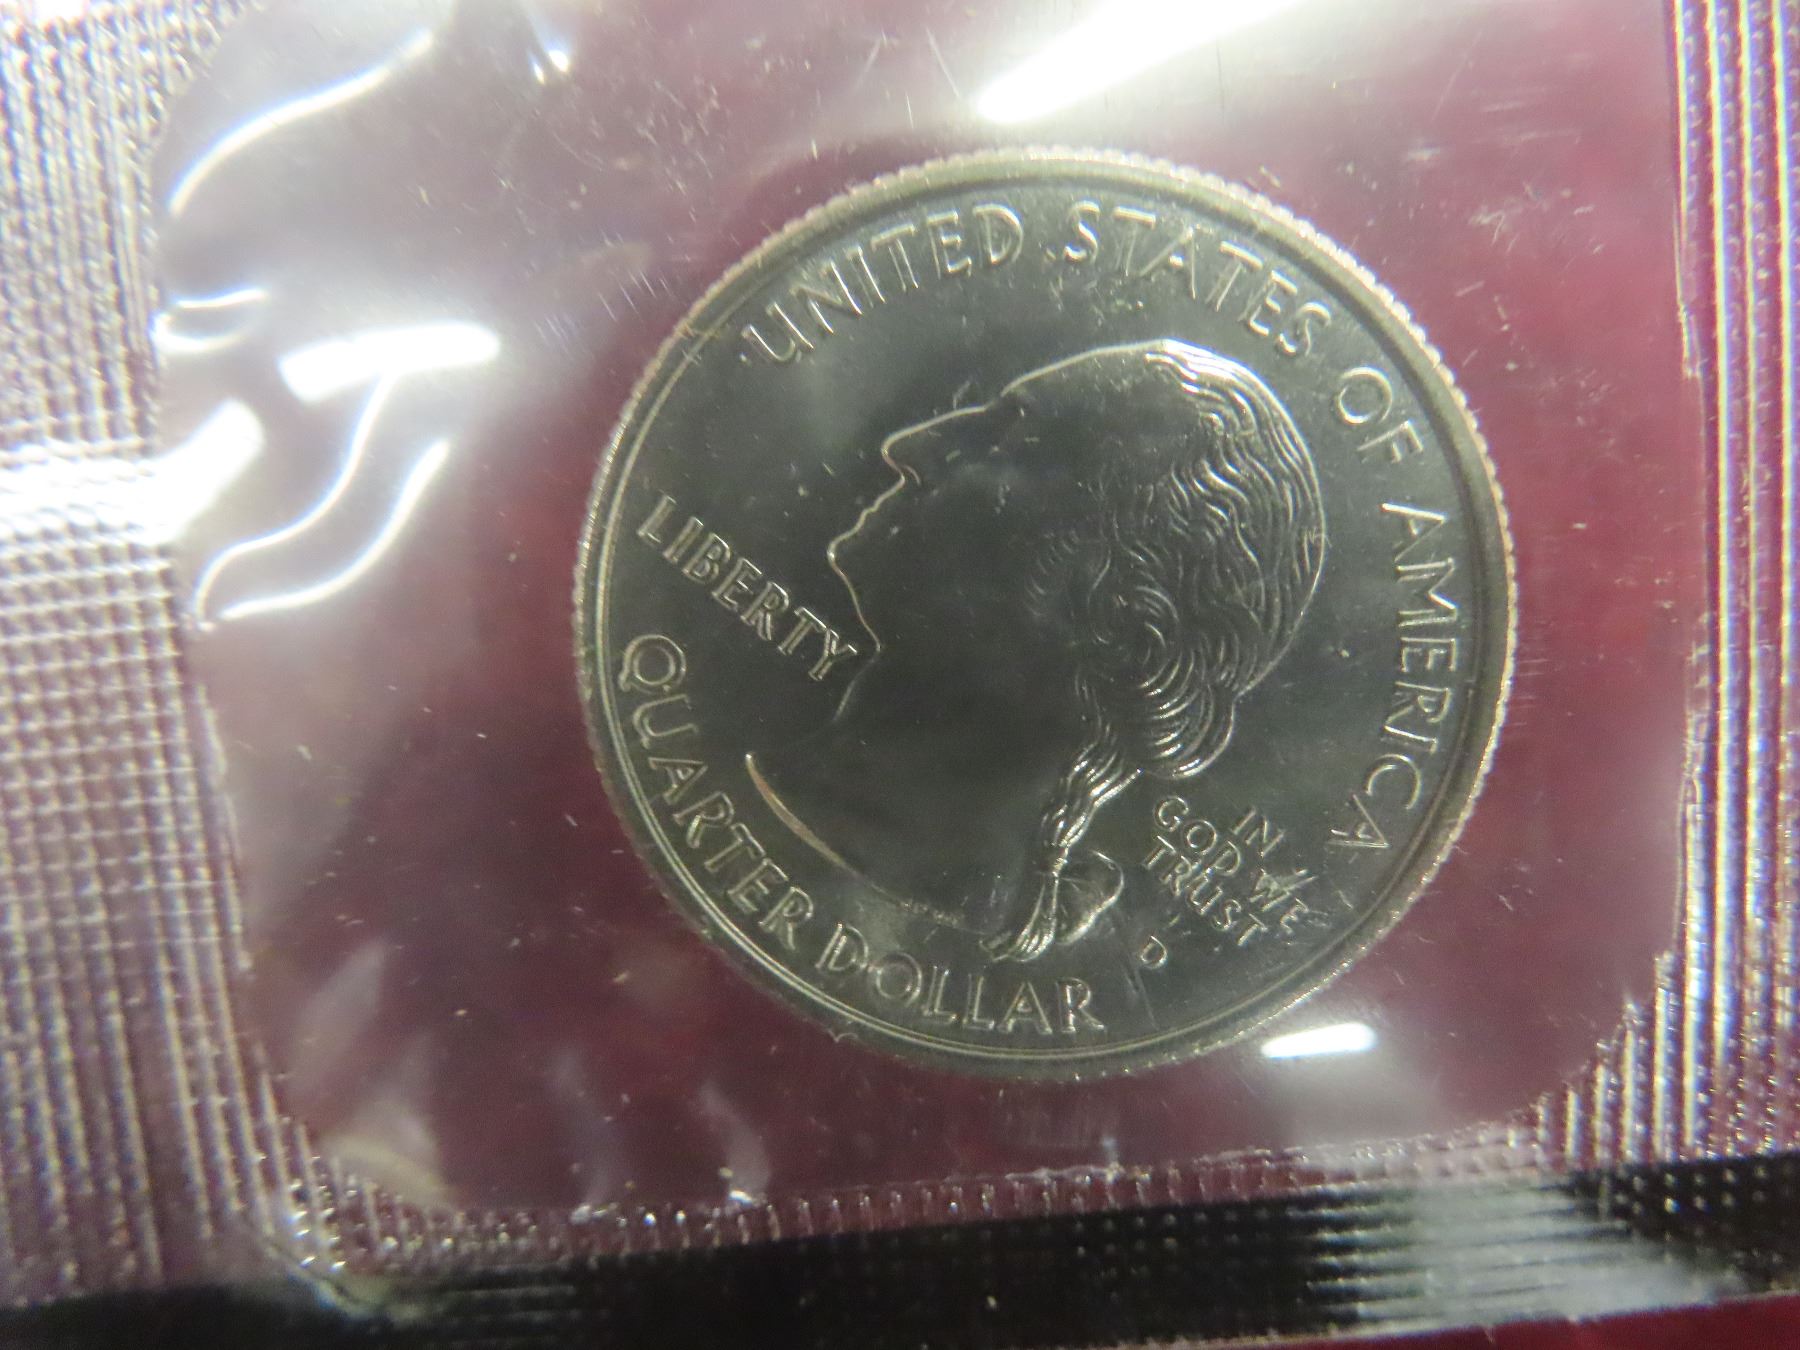 UNITED STATES OF AMERICA
LIBERTY
IN
GOD WE
TRUST
D
QUARTER DOLLAR